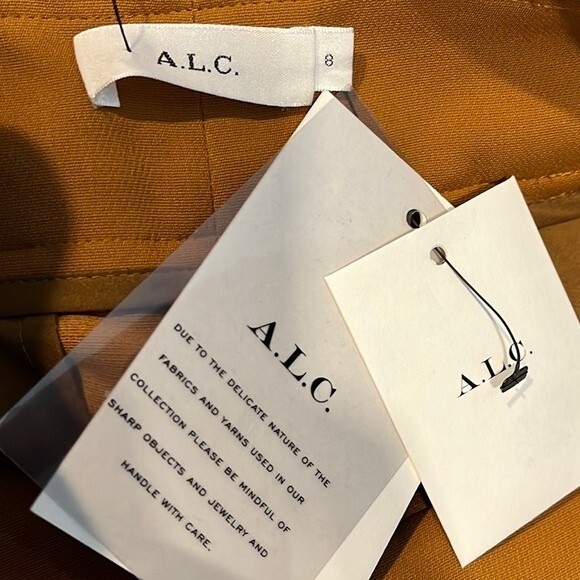 A.L.C.
8
A.L.C.
DUE TO THE DELICATE NATURE OF THE
FABRICS AND YARNS USED IN OUR
COLLECTION PLEASE BE MINDFUL OF
SHARP OBJECTS AND JEWELRY AND
HANDLE WITH CARE.
A.L.C.